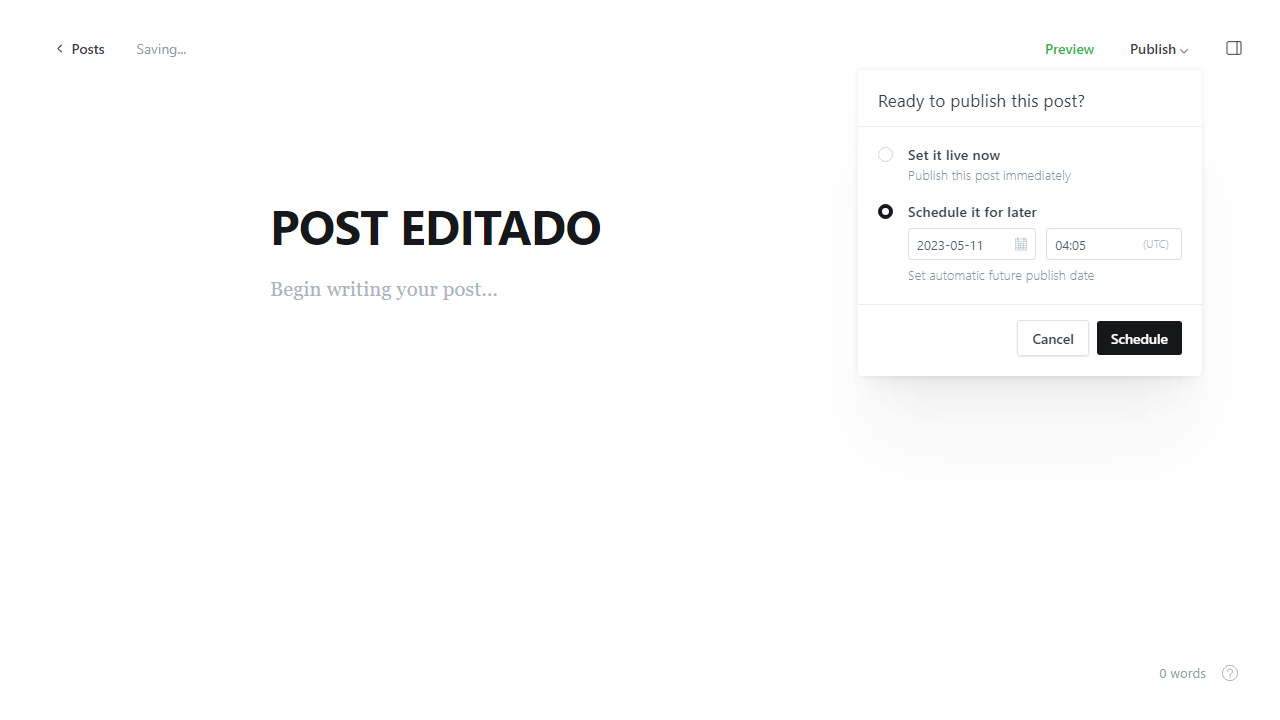 Posts Saving... Preview Publish
Ready to publish this post?
Set it live now
Publish this post immediately
Schedule it for later
2023-05-11 04:05 (UTC)
Set automatic future publish date
Cancel Schedule
POST EDITADO
Begin writing your post...
0 words ?